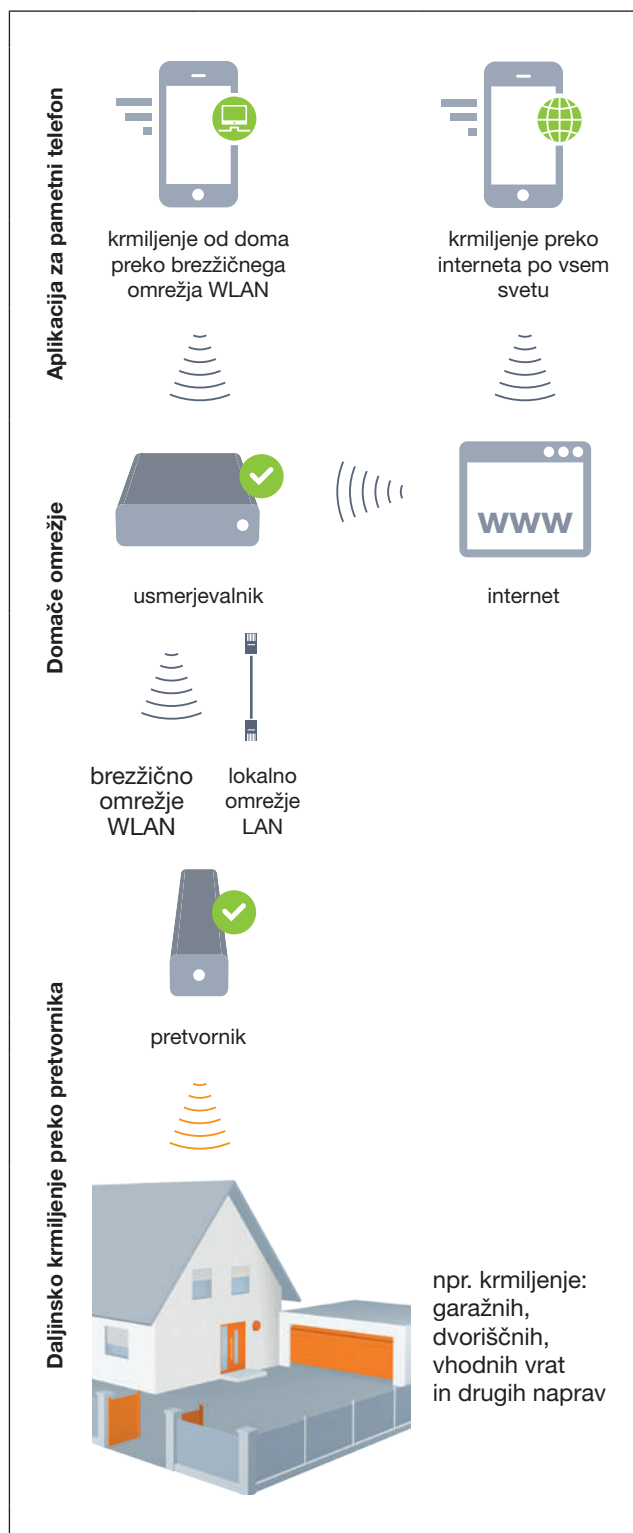 Aplikacija za pametni telefon
krmiljenje od doma
preko brezžičnega
omrežja WLAN
krmiljenje preko
interneta po vsem
svetu
Domače omrežje
usmerjevalnik
www
internet
brezžično
omrežje
WLAN
lokalno
omrežje
LAN
Daljinsko krmiljenje preko pretvornika
pretvornik
npr. krmiljenje:
garažnih,
dvoriščnih,
vhodnih vrat
in drugih naprav